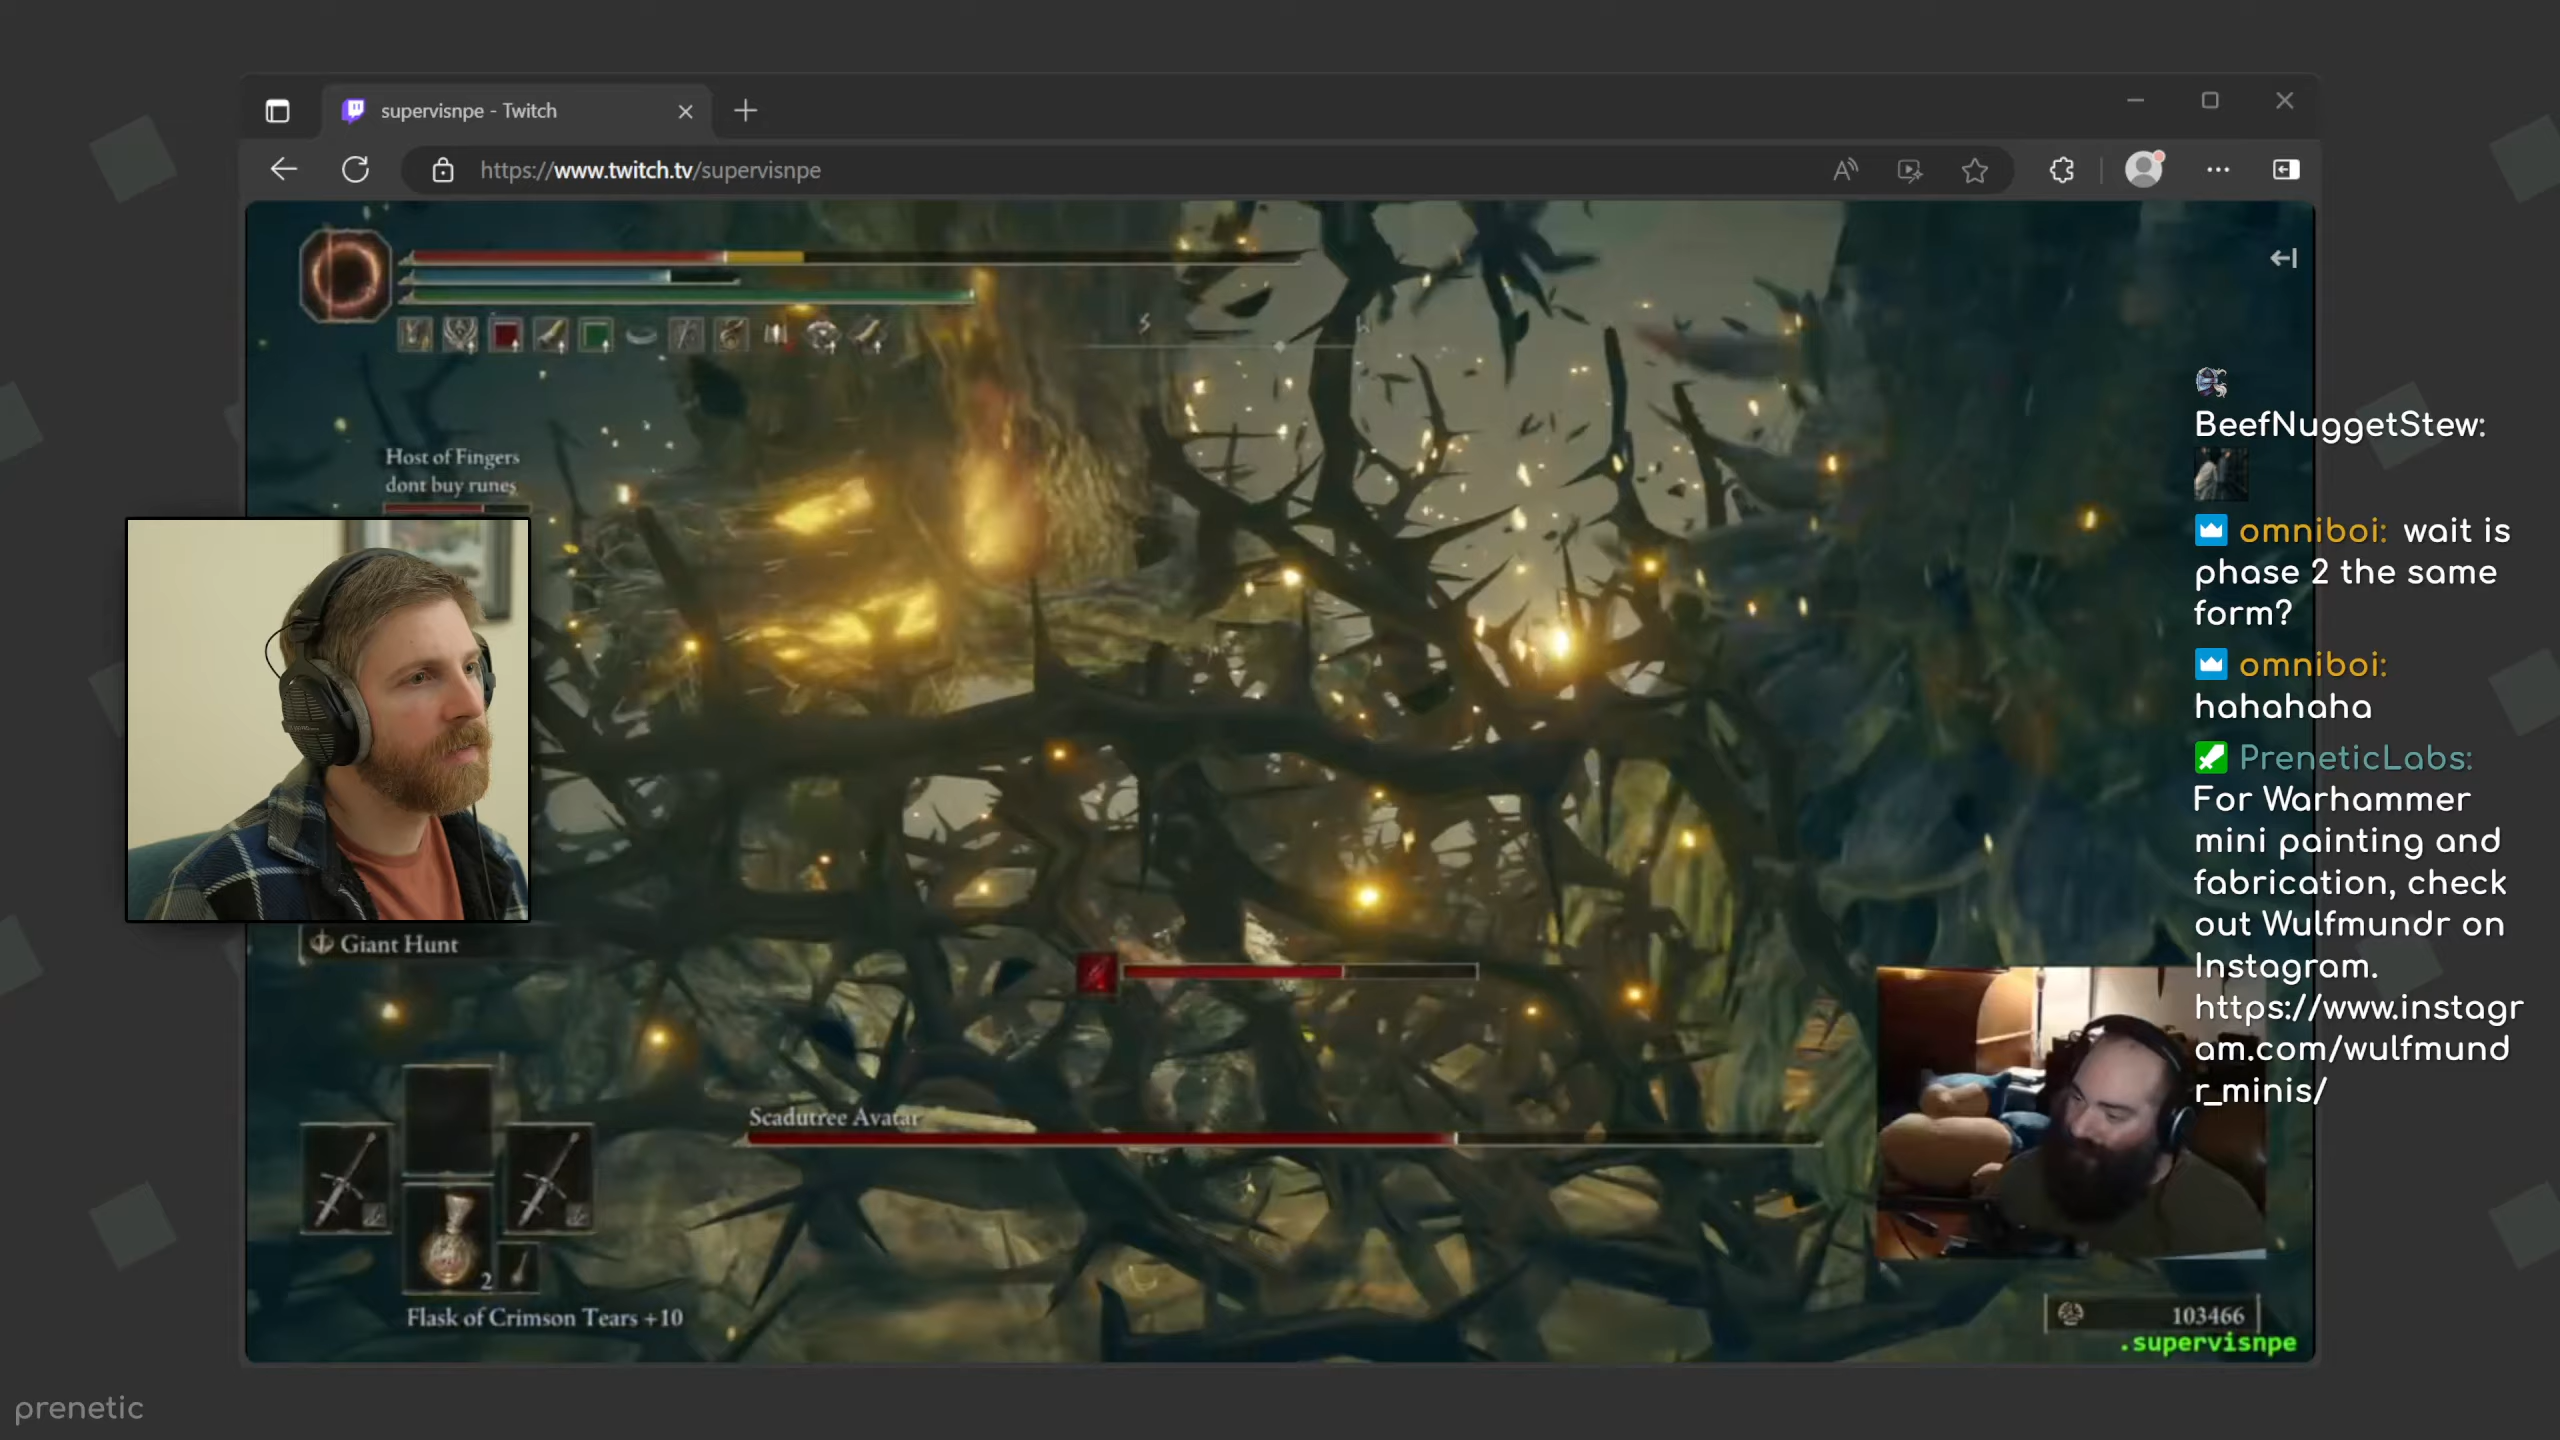 supervisnpe - Twitch
https://www.twitch.tv/supervisnpe
S
Host of Fingers
dont buy runes
BeefNuggetStew:
omniboi: wait is
phase 2 the same
form?
omniboi:
hahahaha
PreneticLabs:
For Warhammer
mini painting and
fabrication, check
out Wulfmundr on
Instagram.
https://www.instagr
am.com/wulfmund
r_minis/
Giant Hunt
Scadutree Avatar
2
Flask of Crimson Tears +10
103466
.supervisnpe
prenetic